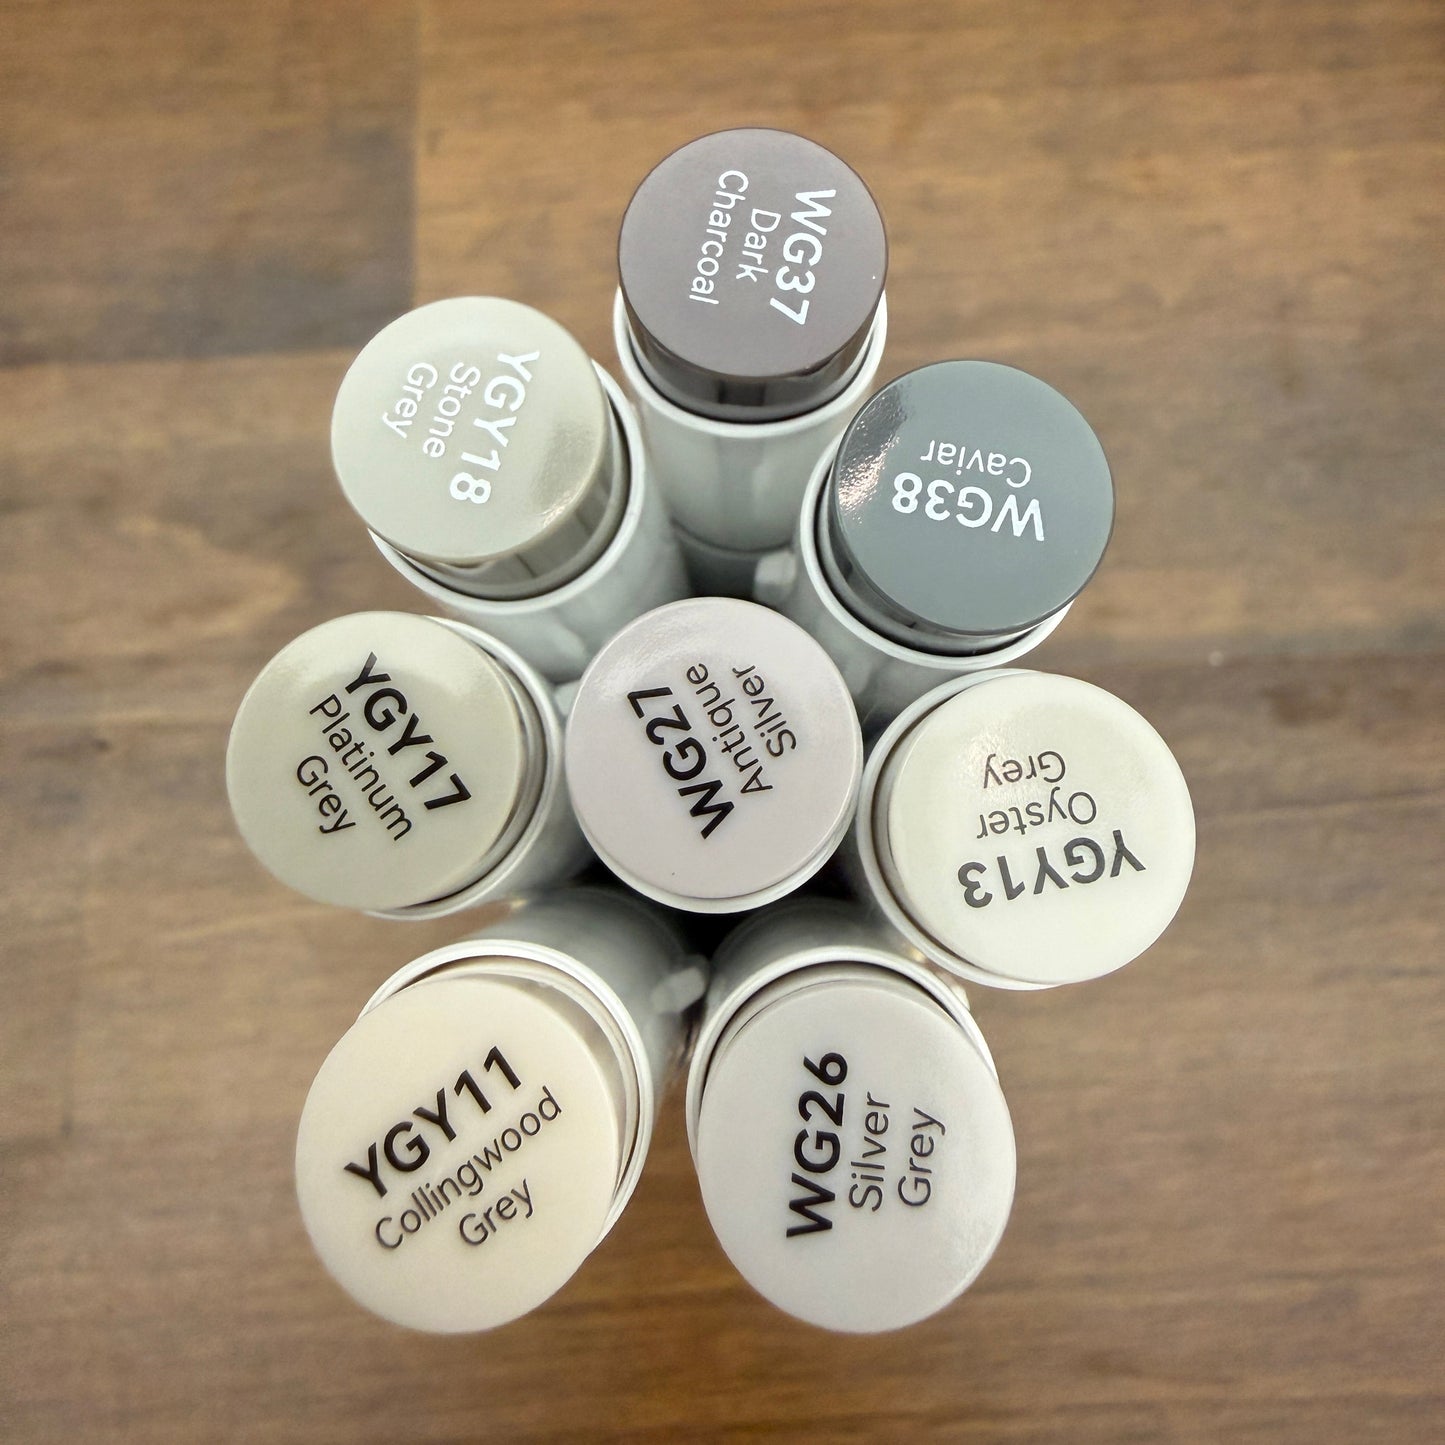 WG37
Dark
Charcoal
YGY18
Stone
Grey
WG38
Caviar
YGY17
Platinum
Grey
WG27
Antique
Silver
YGY13
Oyster
Grey
YGY11
Collingwood
Grey
WG26
Silver
Grey